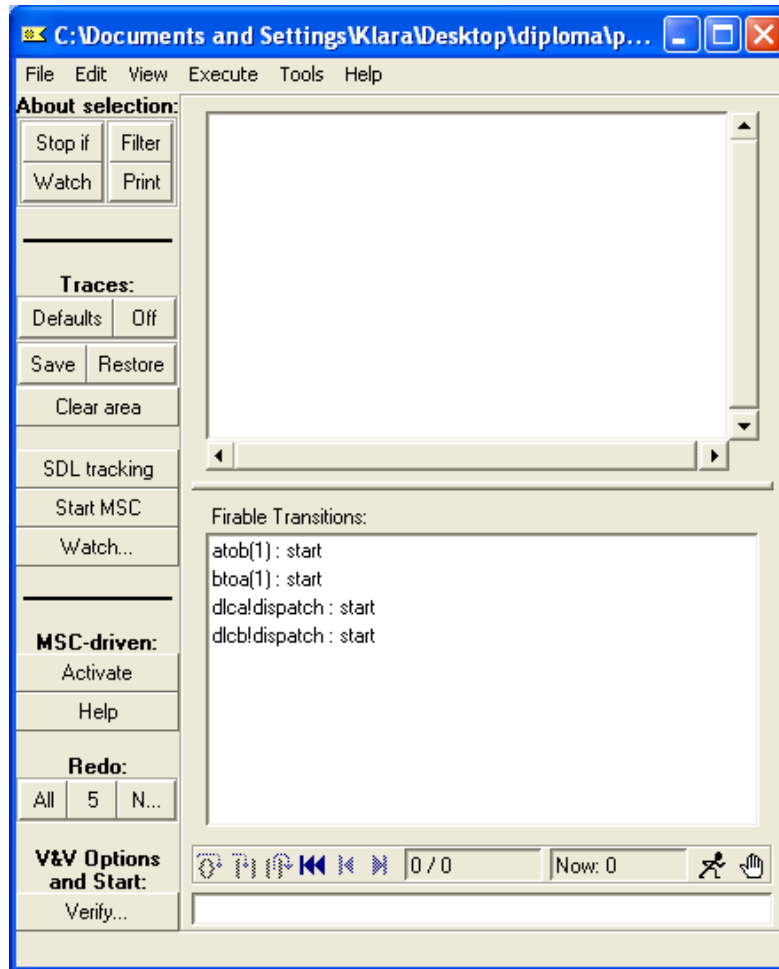 C:\Documents and Settings\Klara\Desktop\diploma\p...
File Edit View Execute Tools Help
About selection:
Stop if Filter
Watch Print
Traces:
Defaults Off
Save Restore
Clear area
SDL tracking
Start MSC
Watch...
MSC-driven:
Activate
Help
Redo:
All 5 N...
V&V Options
and Start:
Verify...
Firable Transitions:
atob(1) : start
btoa(1) : start
dlca!dispatch : start
dlcb!dispatch : start
0 / 0 Now: 0